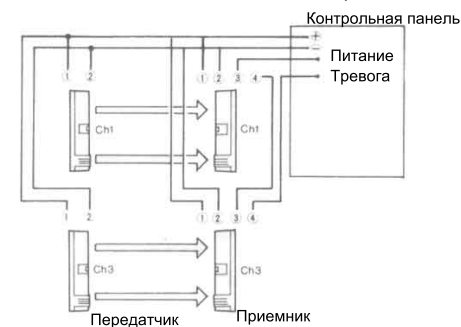 Контрольная панель
+
−
Питание
Тревога
1 2 1 2 3 4
Ch1 Ch1
1 2 1 2 3 4
Ch3 Ch3
Передатчик Приемник